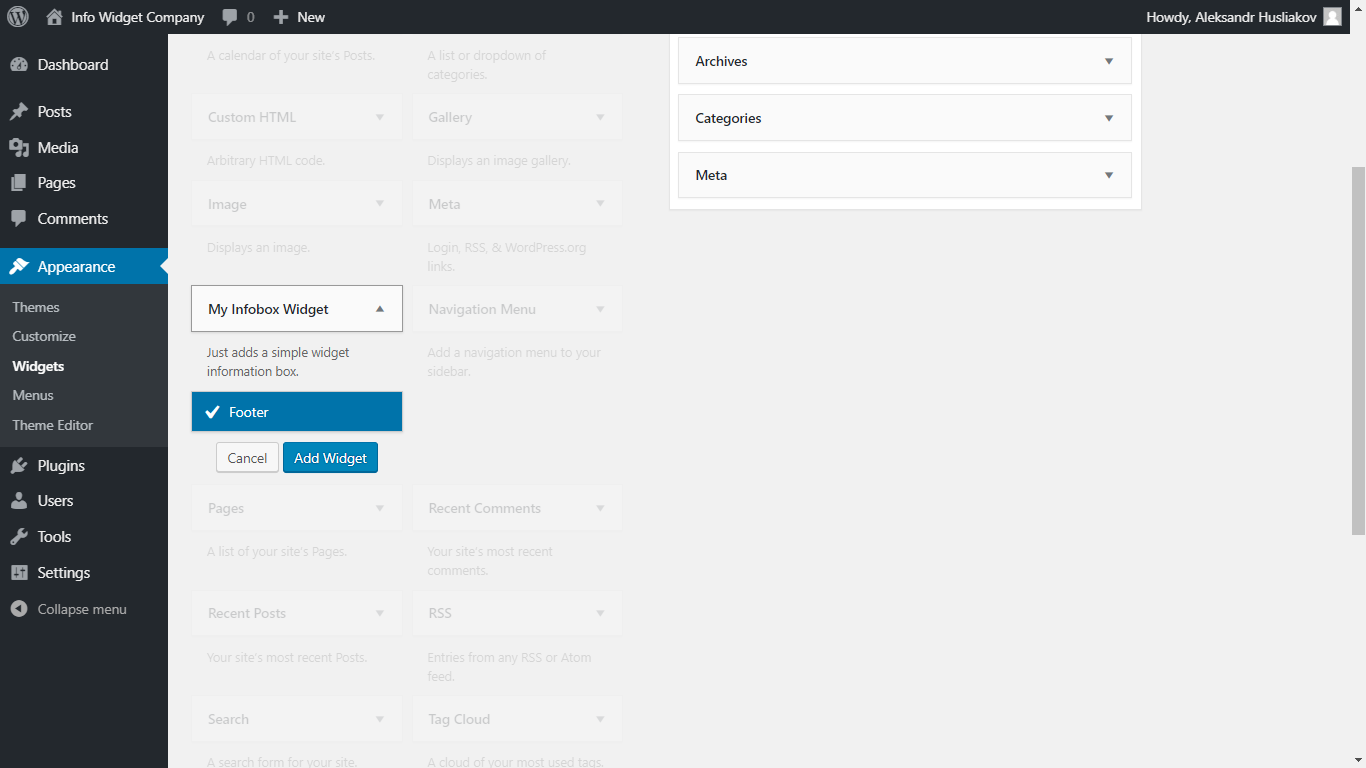 Info Widget Company 0 New
Howdy, Aleksandr Husliakov
Dashboard
Posts
Media
Pages
Comments
Appearance
Themes
Customize
Widgets
Menus
Theme Editor
Plugins
Users
Tools
Settings
Collapse menu
A calendar of your site's Posts.
A list or dropdown of
categories.
Custom HTML
Gallery
Arbitrary HTML code.
Displays an image gallery.
Image
Meta
Displays an image.
Login, RSS, & WordPress.org
links.
My Infobox Widget
Navigation Menu
Just adds a simple widget
information box.
Add a navigation menu to your
sidebar.
Footer
Cancel
Add Widget
Pages
Recent Comments
A list of your site's Pages.
Your site's most recent
comments.
Recent Posts
RSS
Your site's most recent Posts.
Entries from any RSS or Atom
feed.
Search
Tag Cloud
A search form for your site.
A cloud of your most used tags.
Archives
Categories
Meta